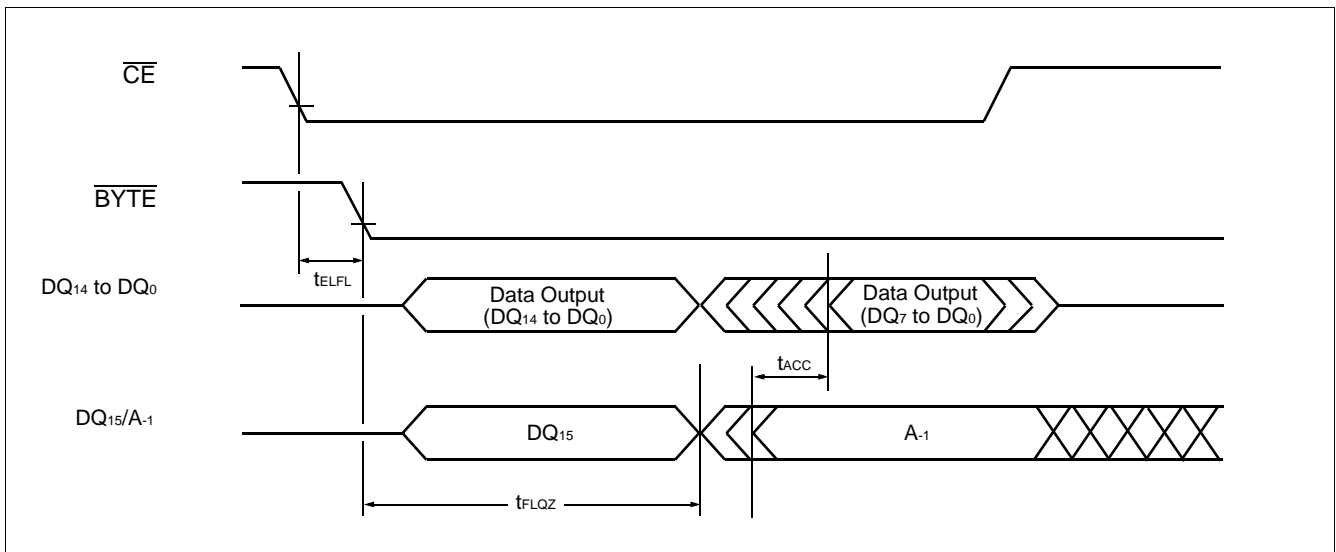 CE
BYTE
tELFL
DQ14 to DQ0
Data Output
(DQ14 to DQ0)
Data Output
(DQ7 to DQ0)
tACC
DQ15/A-1
DQ15
A-1
tFLQZ